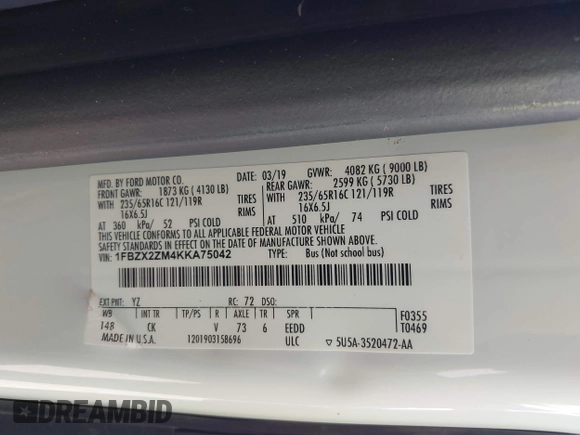 MFD. BY FORD MOTOR CO. 03/19 GVWR: 4082 KG ( 9000 LB)
FRONT GAWR: 1873 KG ( 4130 LB) REAR GAWR: 2599 KG ( 5730 LB)
WITH 235/65R16C 121/119R TIRES WITH 235/65R16C 121/119R TIRES
16X6.5J RIMS 16X6.5J RIMS
AT 360 kPa/ 52 PSI COLD AT 510 kPa/ 74 PSI COLD
THIS VEHICLE CONFORMS TO ALL APPLICABLE FEDERAL MOTOR VEHICLE
SAFETY STANDARDS IN EFFECT ON THE DATE OF MANUFACTURE SHOWN ABOVE.
VIN: 1FBZX2ZM4KKA75042 TYPE: Bus (Not school bus)
EXT PNT: YZ RC: 72 DSO:
WB INT TR TP/PS R AXLE TR SPR F0355
148 CK V 73 6 EEDD T0469
MADE IN U.S.A. 120190315B696 ULC ▽ 5U5A-3520472-AA
DREAMBID